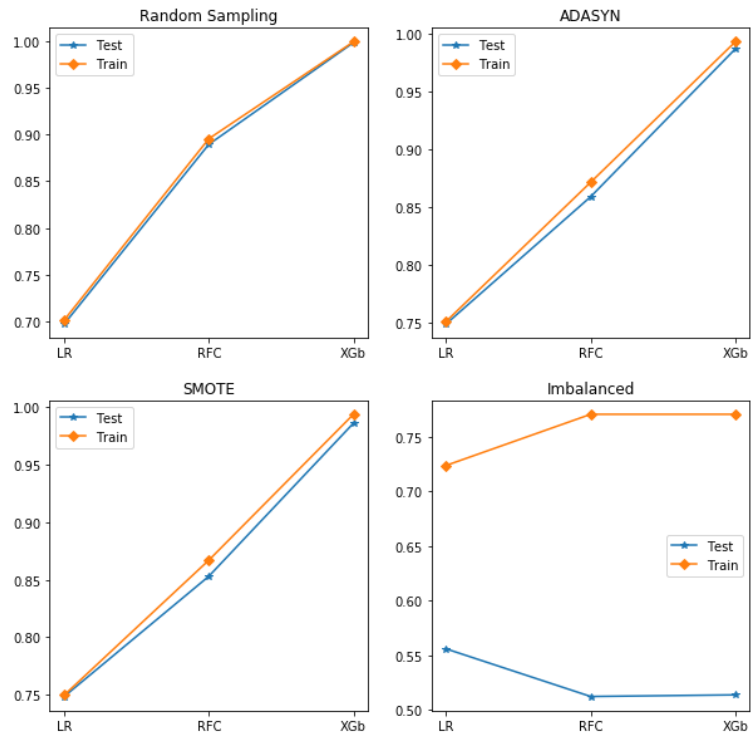 Random Sampling
1.00
0.95
0.90
0.85
0.80
0.75
0.70
Test
Train
LR RFC XGb
ADASYN
1.00
0.95
0.90
0.85
0.80
0.75
Test
Train
LR RFC XGb
SMOTE
1.00
0.95
0.90
0.85
0.80
0.75
Test
Train
LR RFC XGb
Imbalanced
0.75
0.70
0.65
0.60
0.55
0.50
Test
Train
LR RFC XGb